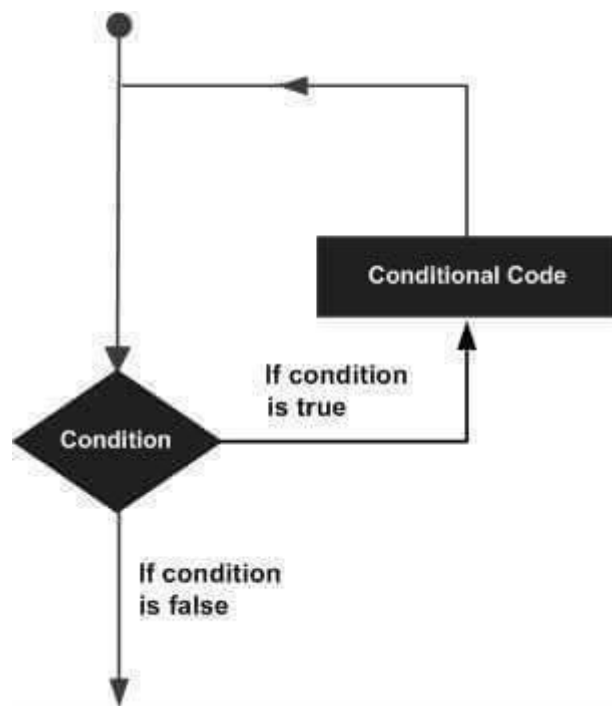 Conditional Code
If condition
is true
Condition
If condition
is false